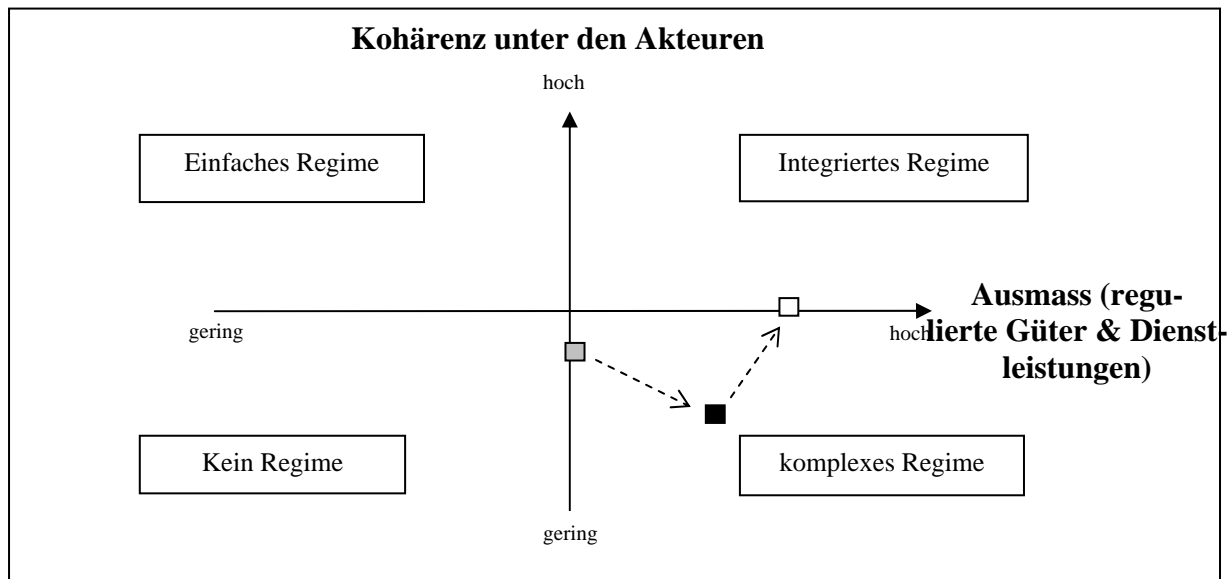 Kohärenz unter den Akteuren
hoch
Einfaches Regime
Integriertes Regime
Ausmass (regu-
gering
hoch
lierte Güter & Dienst-
leistungen)
Kein Regime
komplexes Regime
gering